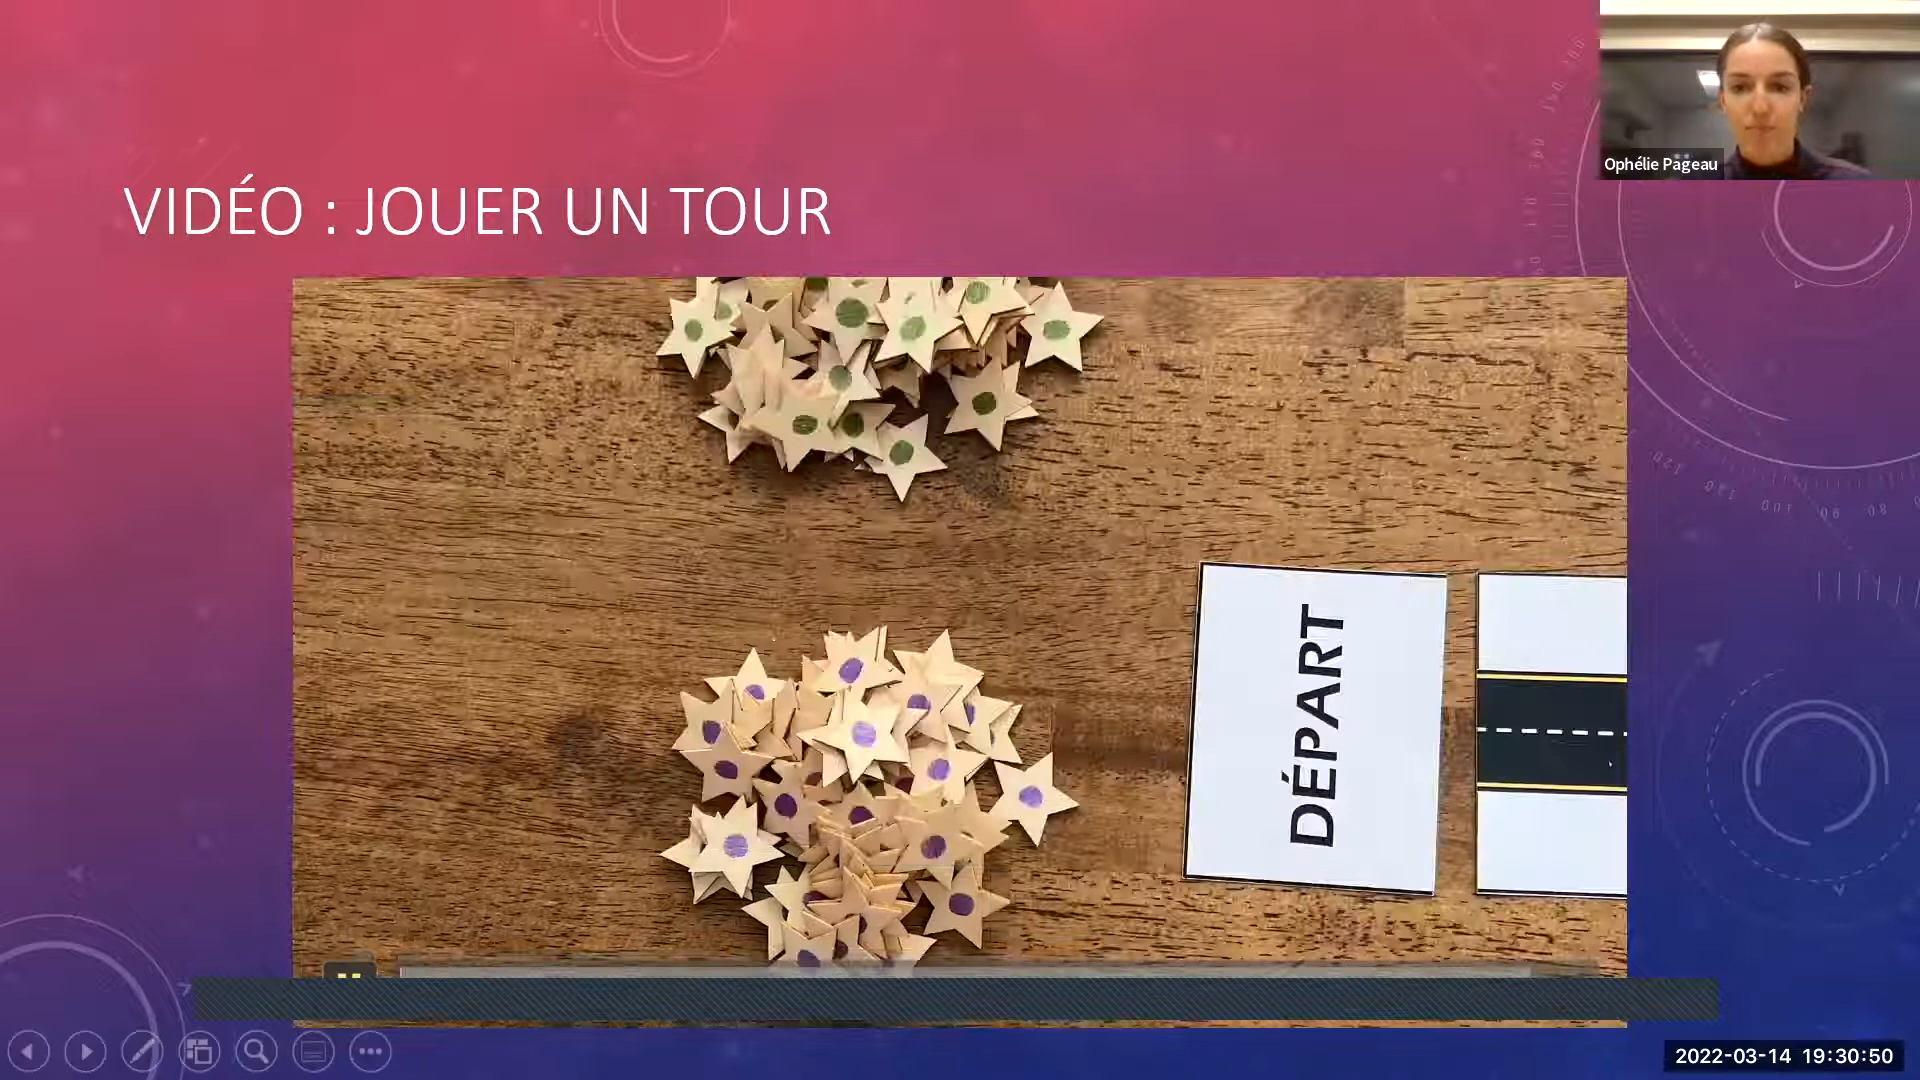 Ophélie Pageau
VIDÉO : JOUER UN TOUR
DÉPART
2022-03-14 19:30:50